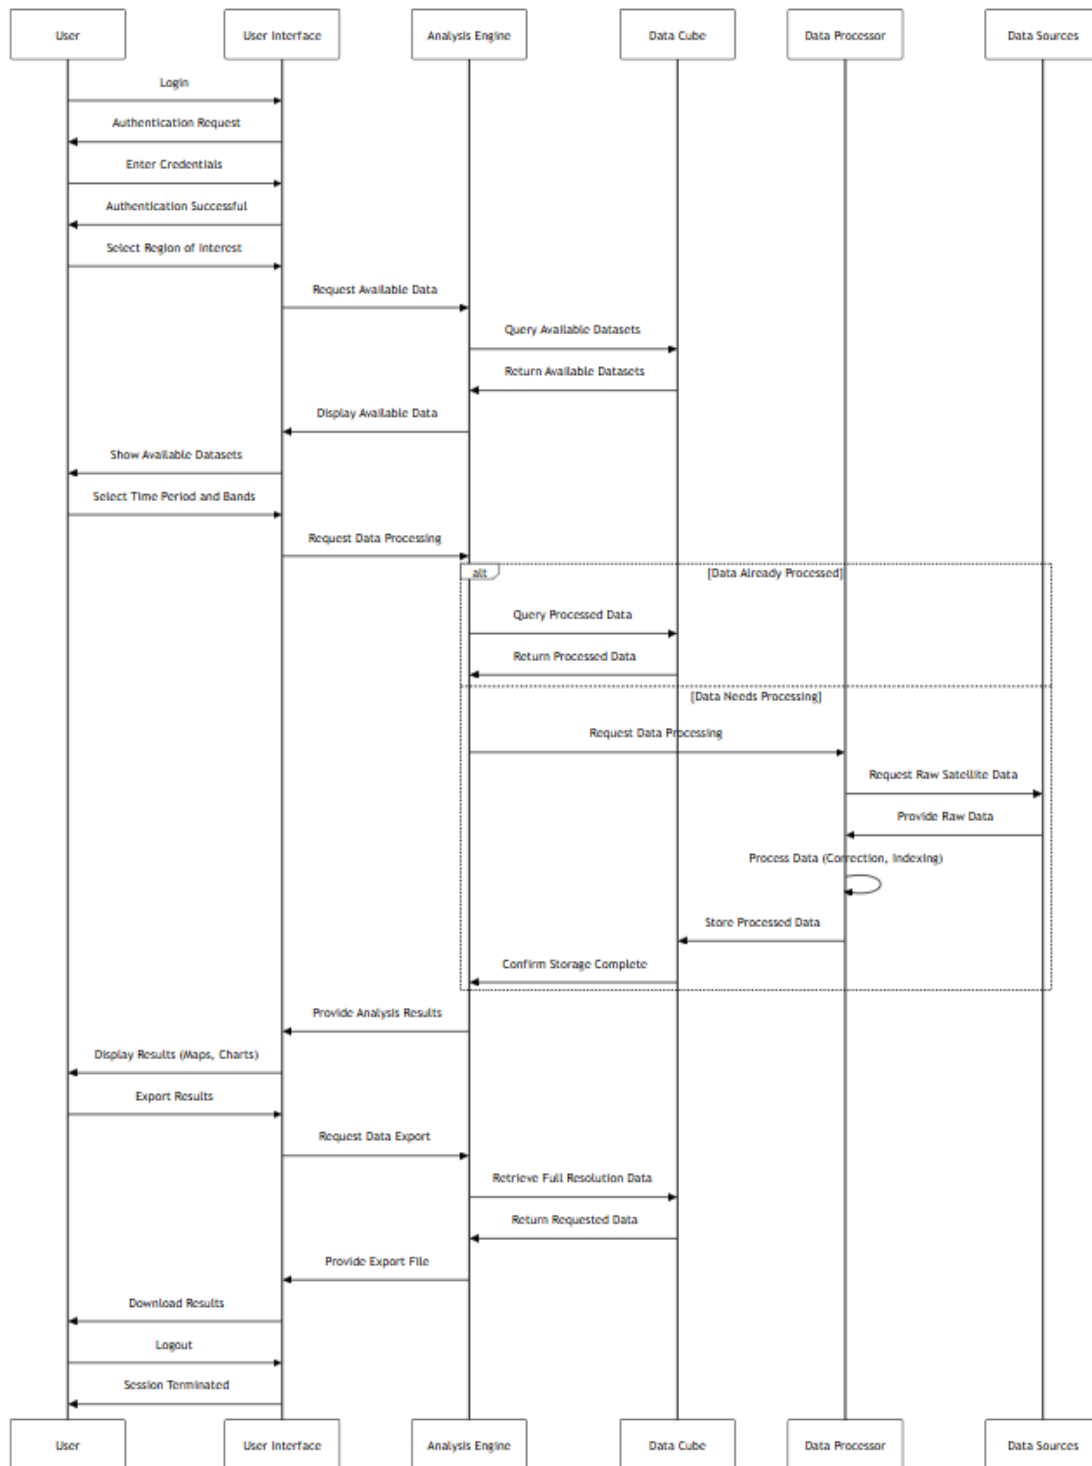 User
User Interface
Analysis Engine
Data Cube
Data Processor
Data Sources
Login
Authentication Request
Enter Credentials
Authentication Successful
Select Region of Interest
Request Available Data
Query Available Datasets
Return Available Datasets
Display Available Data
Show Available Datasets
Select Time Period and Bands
Request Data Processing
alt
[Data Already Processed]
Query Processed Data
Return Processed Data
[Data Needs Processing]
Request Data Processing
Request Raw Satellite Data
Provide Raw Data
Process Data (Correction, Indexing)
Store Processed Data
Confirm Storage Complete
Provide Analysis Results
Display Results (Maps, Charts)
Export Results
Request Data Export
Retrieve Full Resolution Data
Return Requested Data
Provide Export File
Download Results
Logout
Session Terminated
User
User Interface
Analysis Engine
Data Cube
Data Processor
Data Sources